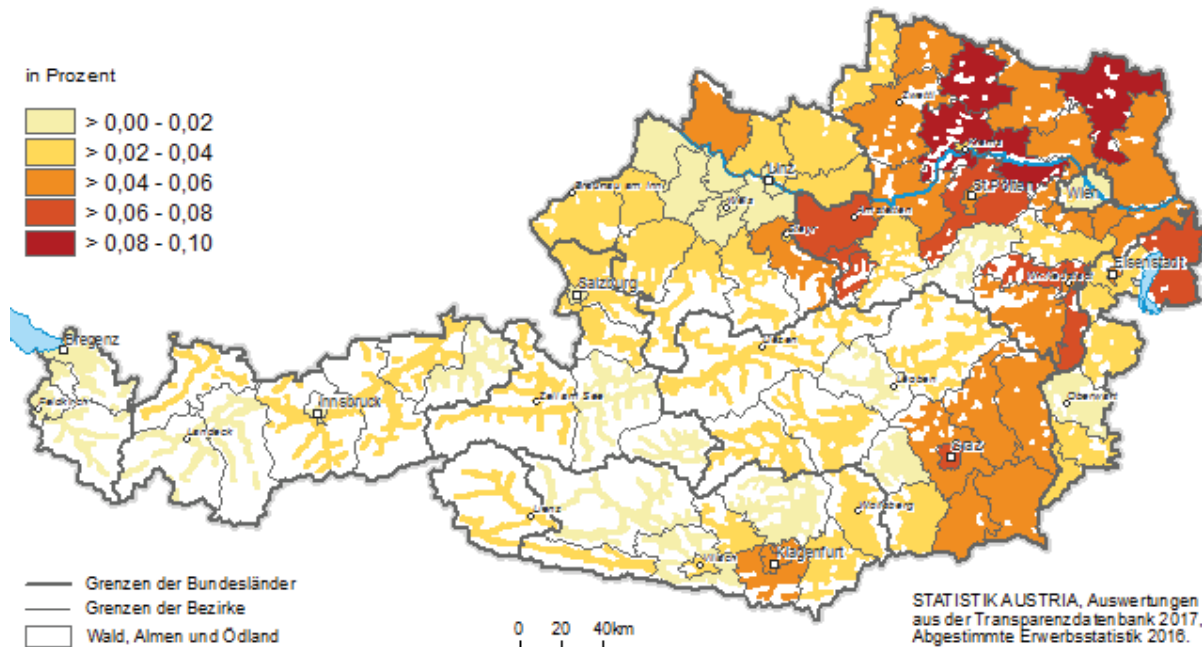 in Prozent
> 0,00 - 0,02
> 0,02 - 0,04
> 0,04 - 0,06
> 0,06 - 0,08
> 0,08 - 0,10
Zwettl
Krems
Linz
St.Pölten
Wien
Braunau am Inn
Wels
Amstetten
Steyr
Eisenstadt
Salzburg
Bregenz
Liezen
Leoben
Oberwart
Feldkirch
Innsbruck
Zell am See
Landeck
Graz
Lienz
Wolfsberg
Villach
Klagenfurt
Grenzen der Bundesländer
Grenzen der Bezirke
Wald, Almen und Ödland
0 20 40km
STATISTIK AUSTRIA, Auswertungen
aus der Transparenzdatenbank 2017,
Abgestimmte Erwerbsstatistik 2016.